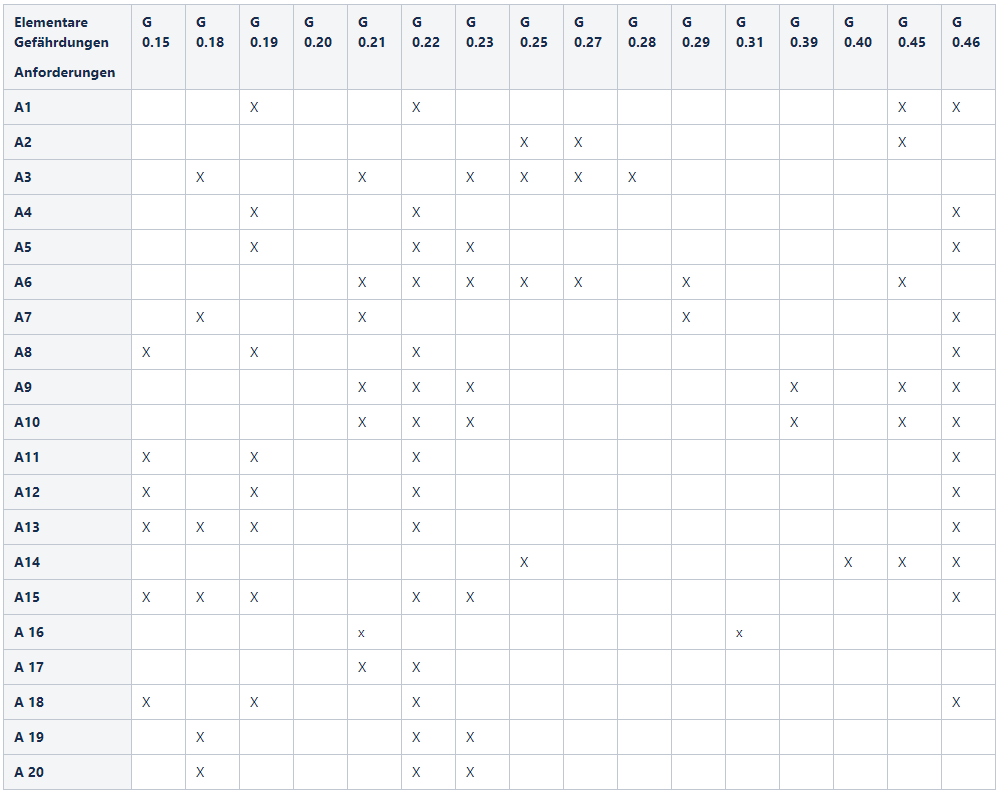 Elementare Gefährdungen Anforderungen G 0.15 G 0.18 G 0.19 G 0.20 G 0.21 G 0.22 G 0.23 G 0.25 G 0.27 G 0.28 G 0.29 G 0.31 G 0.39 G 0.40 G 0.45 G 0.46
A1 X X X X
A2 X X X
A3 X X X X X X
A4 X X X
A5 X X X X
A6 X X X X X X X
A7 X X X X
A8 X X X X
A9 X X X X X X
A10 X X X X X X
A11 X X X X
A12 X X X X
A13 X X X X X
A14 X X X X
A15 X X X X X X
A 16 x x
A 17 X X
A 18 X X X X
A 19 X X X
A 20 X X X